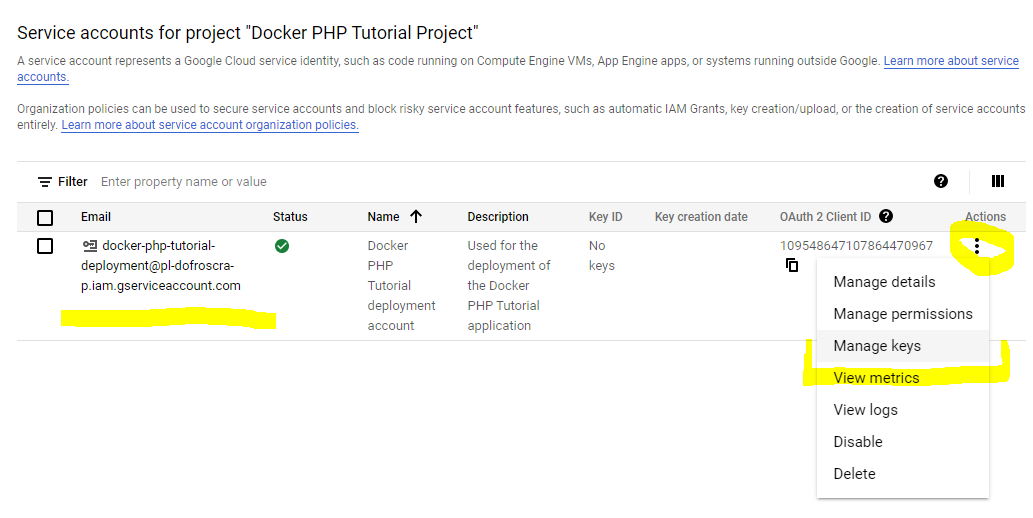 Service accounts for project "Docker PHP Tutorial Project"
A service account represents a Google Cloud service identity, such as code running on Compute Engine VMs, App Engine apps, or systems running outside Google. Learn more about service
accounts.
Organization policies can be used to secure service accounts and block risky service account features, such as automatic IAM Grants, key creation/upload, or the creation of service accounts
entirely. Learn more about service account organization policies.
Filter Enter property name or value
Email Status Name Description Key ID Key creation date OAuth 2 Client ID Actions
docker-php-tutorial- Docker Used for the No 109548647107864470967
deployment@pl-dofroscra- PHP deployment of keys
p.iam.gserviceaccount.com Tutorial the Docker
deployment PHP Tutorial
account application
Manage details
Manage permissions
Manage keys
View metrics
View logs
Disable
Delete